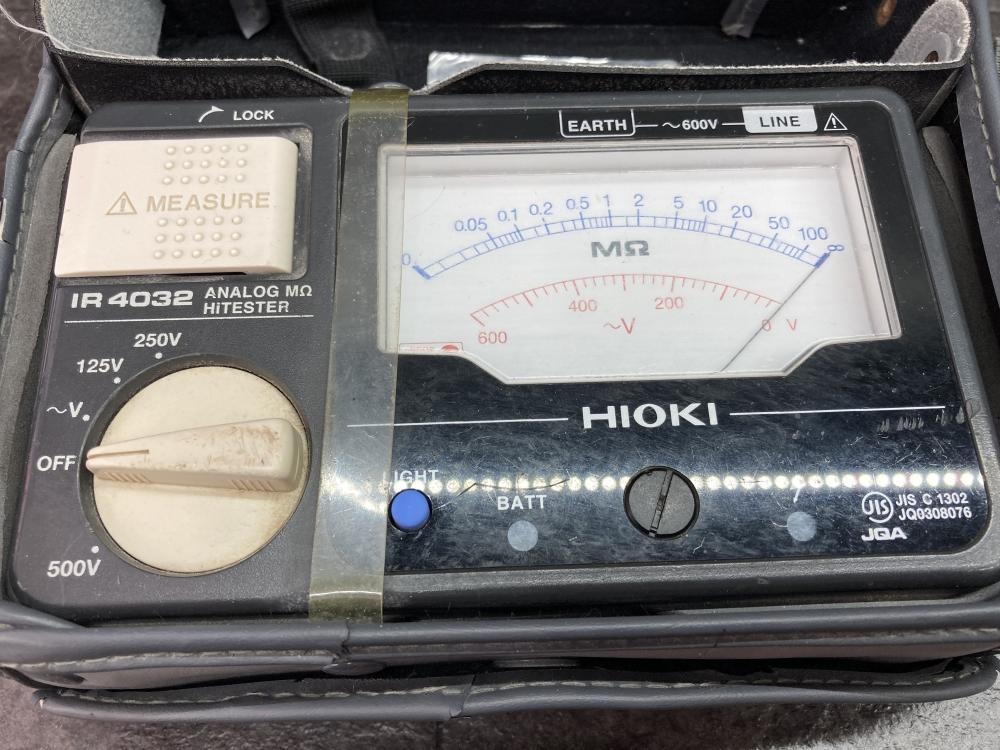 LOCK
EARTH ~600V LINE
MEASURE
0 0.05 0.1 0.2 0.5 1 2 5 10 20 50 100 ∞
MΩ
600 400 200 0 V
~V
IR 4032 ANALOG MΩ
HiTESTER
250V
125V
~V
OFF
500V
HIOKI
LIGHT
BATT
JIS JIS C 1302
JQ0308076
JQA